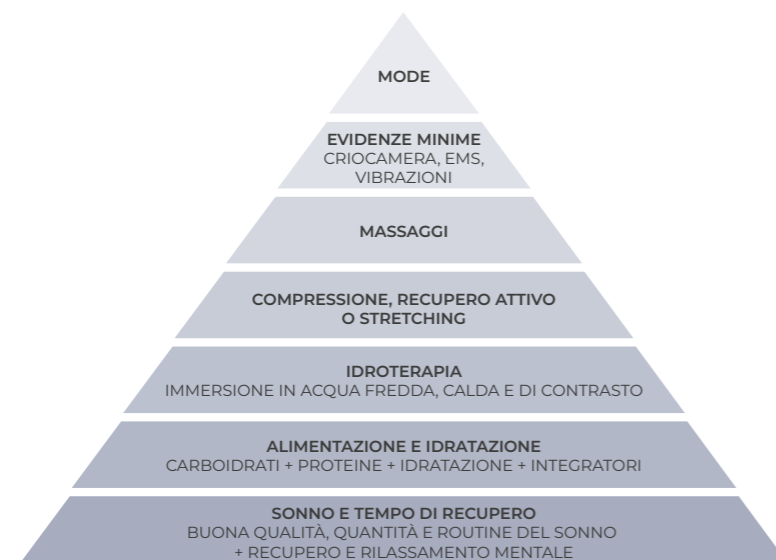 MODE
EVIDENZE MINIME
CRIOCAMERA, EMS,
VIBRAZIONI
MASSAGGI
COMPRESSIONE, RECUPERO ATTIVO
O STRETCHING
IDROTERAPIA
IMMERSIONE IN ACQUA FREDDA, CALDA E DI CONTRASTO
ALIMENTAZIONE E IDRATAZIONE
CARBOIDRATI + PROTEINE + IDRATAZIONE + INTEGRATORI
SONNO E TEMPO DI RECUPERO
BUONA QUALITÀ, QUANTITÀ E ROUTINE DEL SONNO
+ RECUPERO E RILASSAMENTO MENTALE